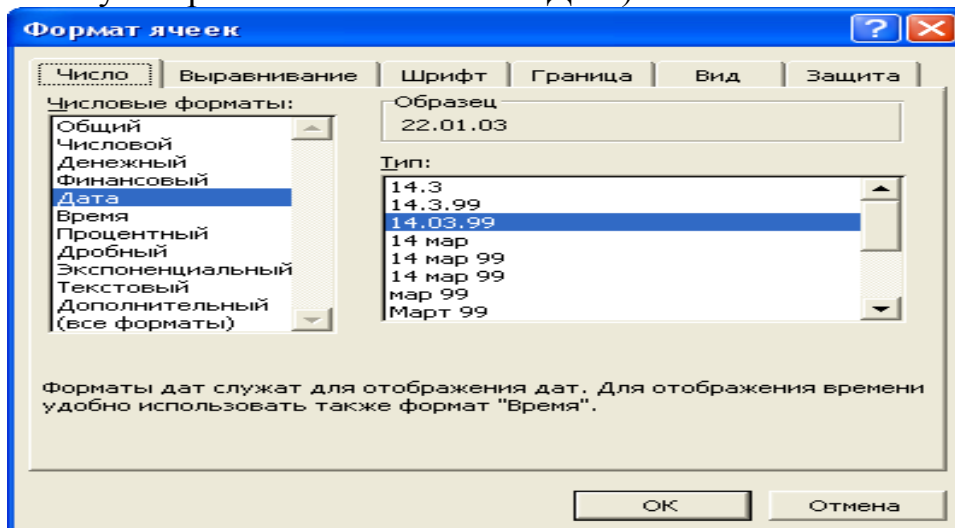 Формат ячеек
Число Выравнивание Шрифт Граница Вид Защита
Числовые форматы:
Общий
Числовой
Денежный
Финансовый
Дата
Время
Процентный
Дробный
Экспоненциальный
Текстовый
Дополнительный
(все форматы)
Образец
22.01.03
Тип:
14.3
14.3.99
14.03.99
14 мар
14 мар 99
14 мар 99
мар 99
Март 99
Форматы дат служат для отображения дат. Для отображения времени
удобно использовать также формат "Время".
ОК Отмена